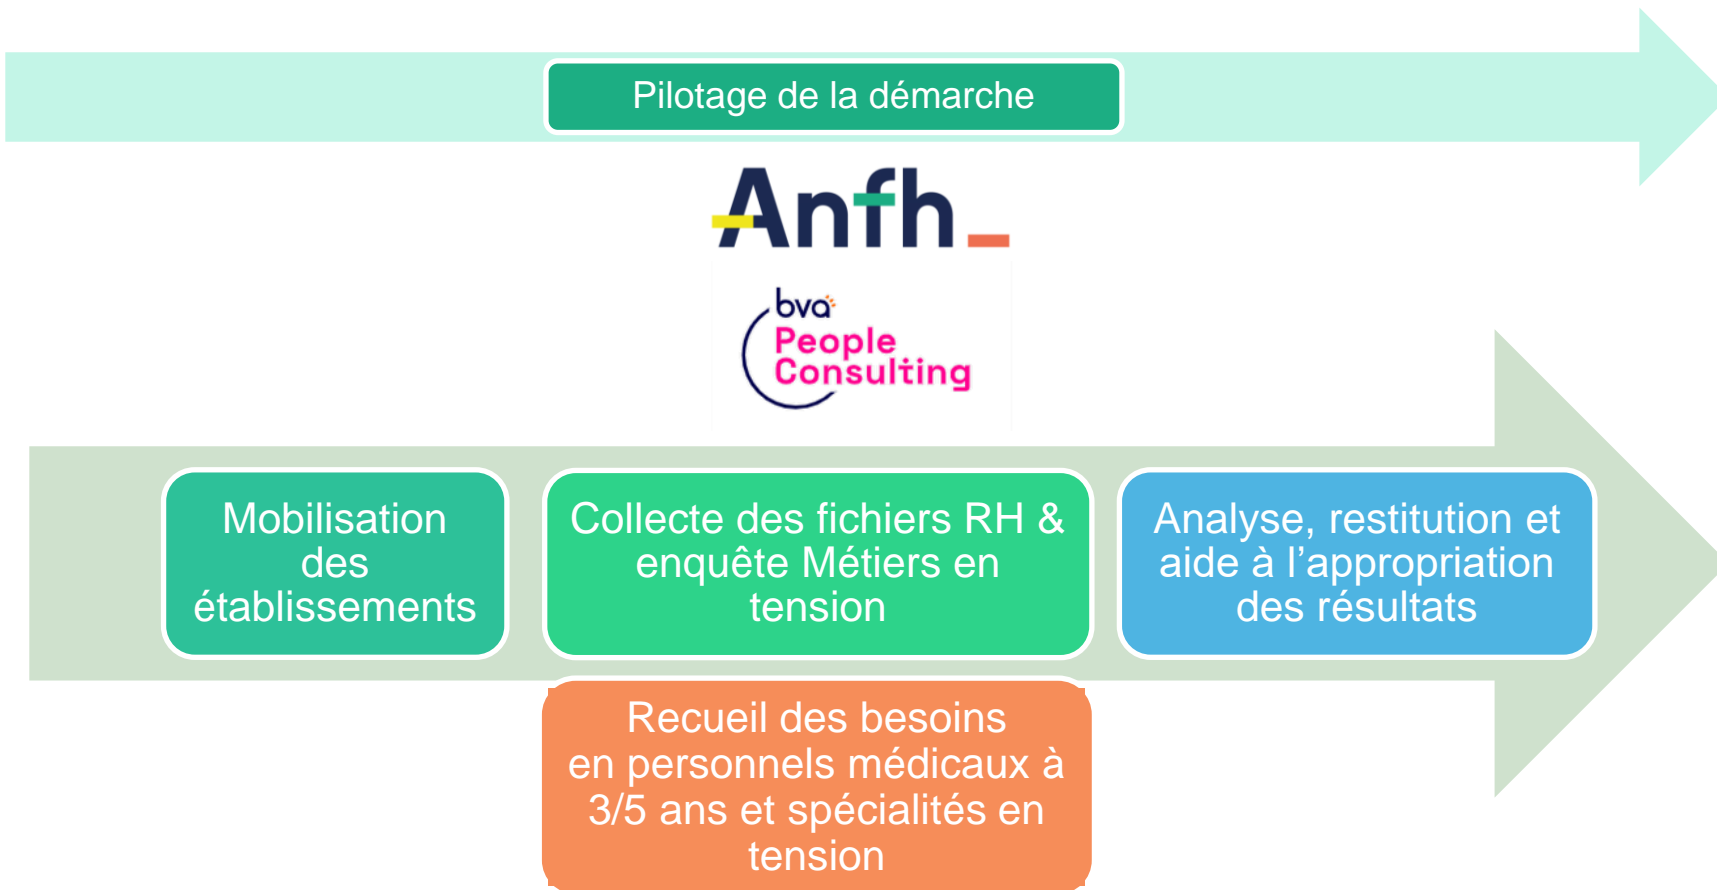 Pilotage de la démarche
Anfh
bva
People
Consulting
Mobilisation
des
établissements
Collecte des fichiers RH &
enquête Métiers en
tension
Analyse, restitution et
aide à l’appropriation
des résultats
Recueil des besoins
en personnels médicaux à
3/5 ans et spécialités en
tension